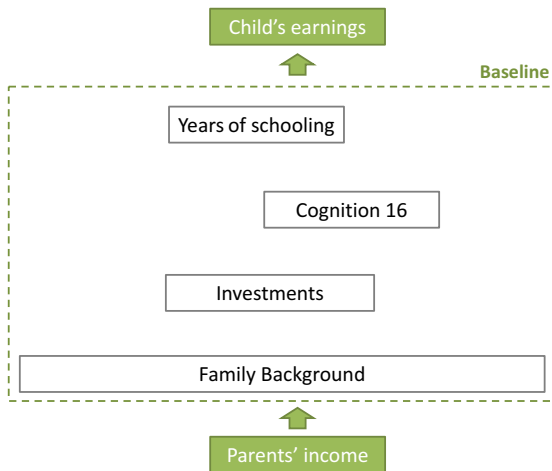 Child’s earnings
Baseline
Years of schooling
Cognition 16
Investments
Family Background
Parents’ income